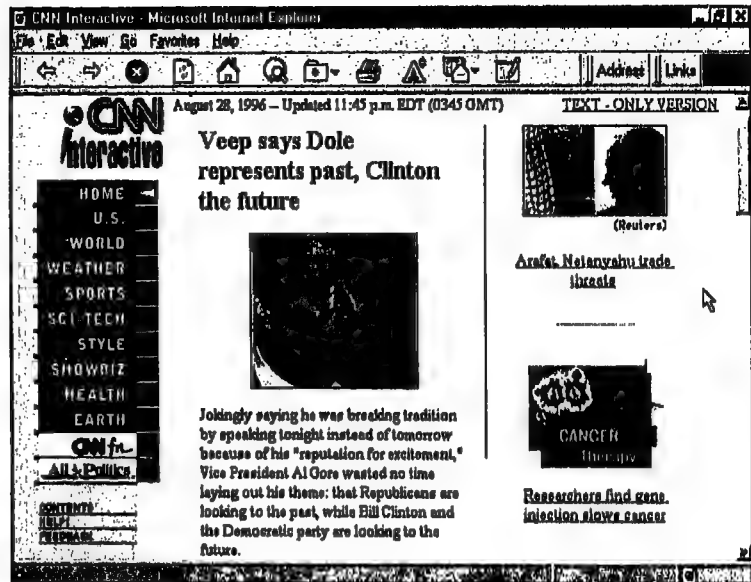 CNN Interactive - Microsoft Internet Explorer
File Edit View Go Favorites Help
Address Links
CNN
Interactive
August 28, 1996 – Updated 11:45 p.m. EDT (0345 GMT)
TEXT - ONLY VERSION
HOME
U.S.
WORLD
WEATHER
SPORTS
SCI-TECH
STYLE
SHOWBIZ
HEALTH
EARTH
CNN fn
All Politics
CONTENTS
HELP!
FEEDBACK
Veep says Dole
represents past, Clinton
the future
Jokingly saying he was breaking tradition
by speaking tonight instead of tomorrow
because of his "reputation for excitement,"
Vice President Al Gore wasted no time
laying out his theme: that Republicans are
looking to the past, while Bill Clinton and
the Democratic party are looking to the
future.
(Reuters)
Arafat, Netanyahu trade
threats
CANCER
therapy
Researchers find gene
injection slows cancer